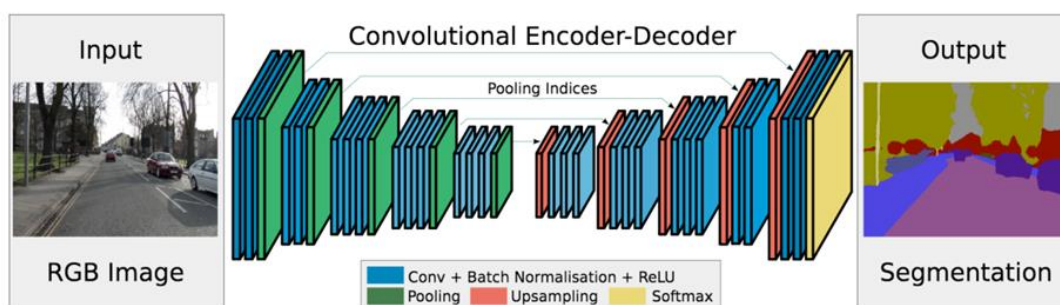 Input
RGB Image
Convolutional Encoder-Decoder
Pooling Indices
Conv + Batch Normalisation + ReLU
Pooling Upsampling Softmax
Output
Segmentation